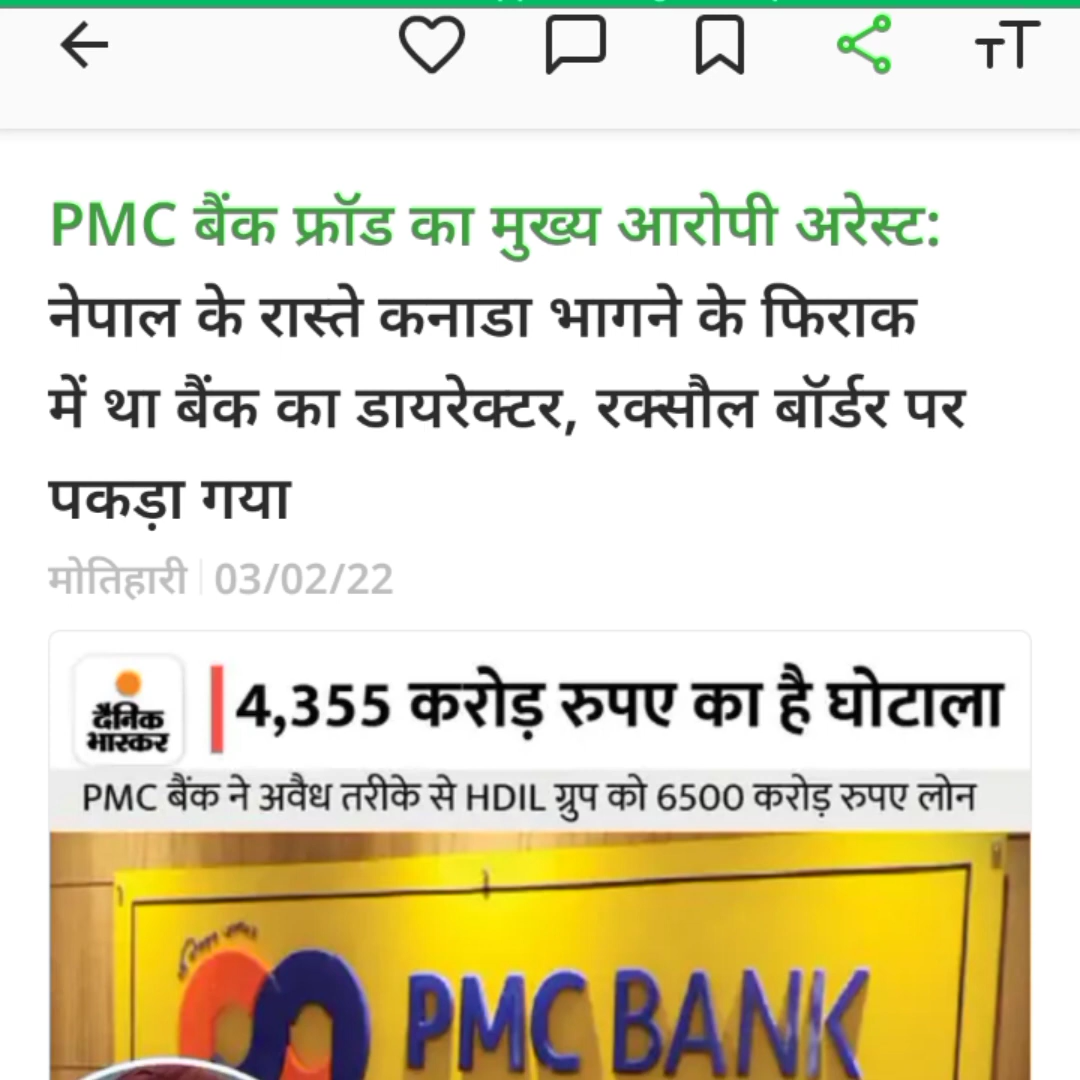 PMC बैंक फ्रॉड का मुख्य आरोपी अरेस्ट:
नेपाल के रास्ते कनाडा भागने के फिराक
में था बैंक का डायरेक्टर, रक्सौल बॉर्डर पर
पकड़ा गया
मोतिहारी | 03/02/22
दैनिक
भास्कर
4,355 करोड़ रुपए का है घोटाला
PMC बैंक ने अवैध तरीके से HDIL ग्रुप को 6500 करोड़ रुपए लोन
PMC BANK